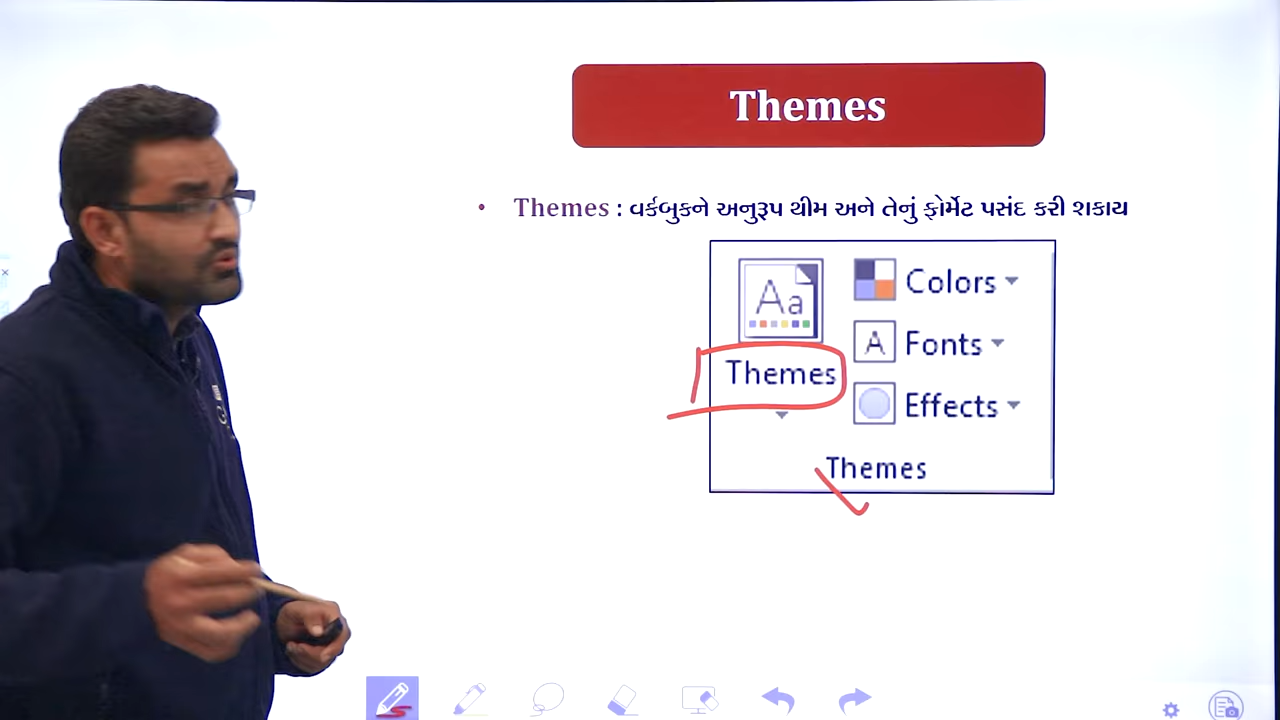 Themes
• Themes : વર્કબુકને અનુરૂપ થીમ અને તેનું ફોર્મેટ પસંદ કરી શકાય
Aa
Themes
Colors
A Fonts
Effects
Themes